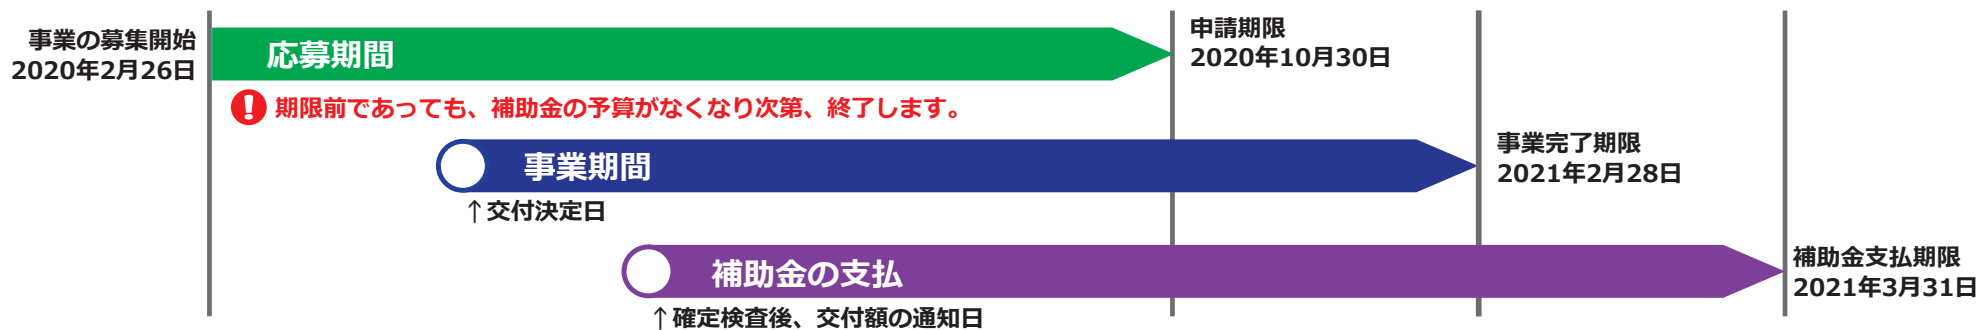 事業の募集開始
2020年2月26日
応募期間
申請期限
2020年10月30日
! 期限前であっても、補助金の予算がなくなり次第、終了します。
事業期間
事業完了期限
2021年2月28日
↑交付決定日
補助金の支払
補助金支払期限
2021年3月31日
↑確定検査後、交付額の通知日